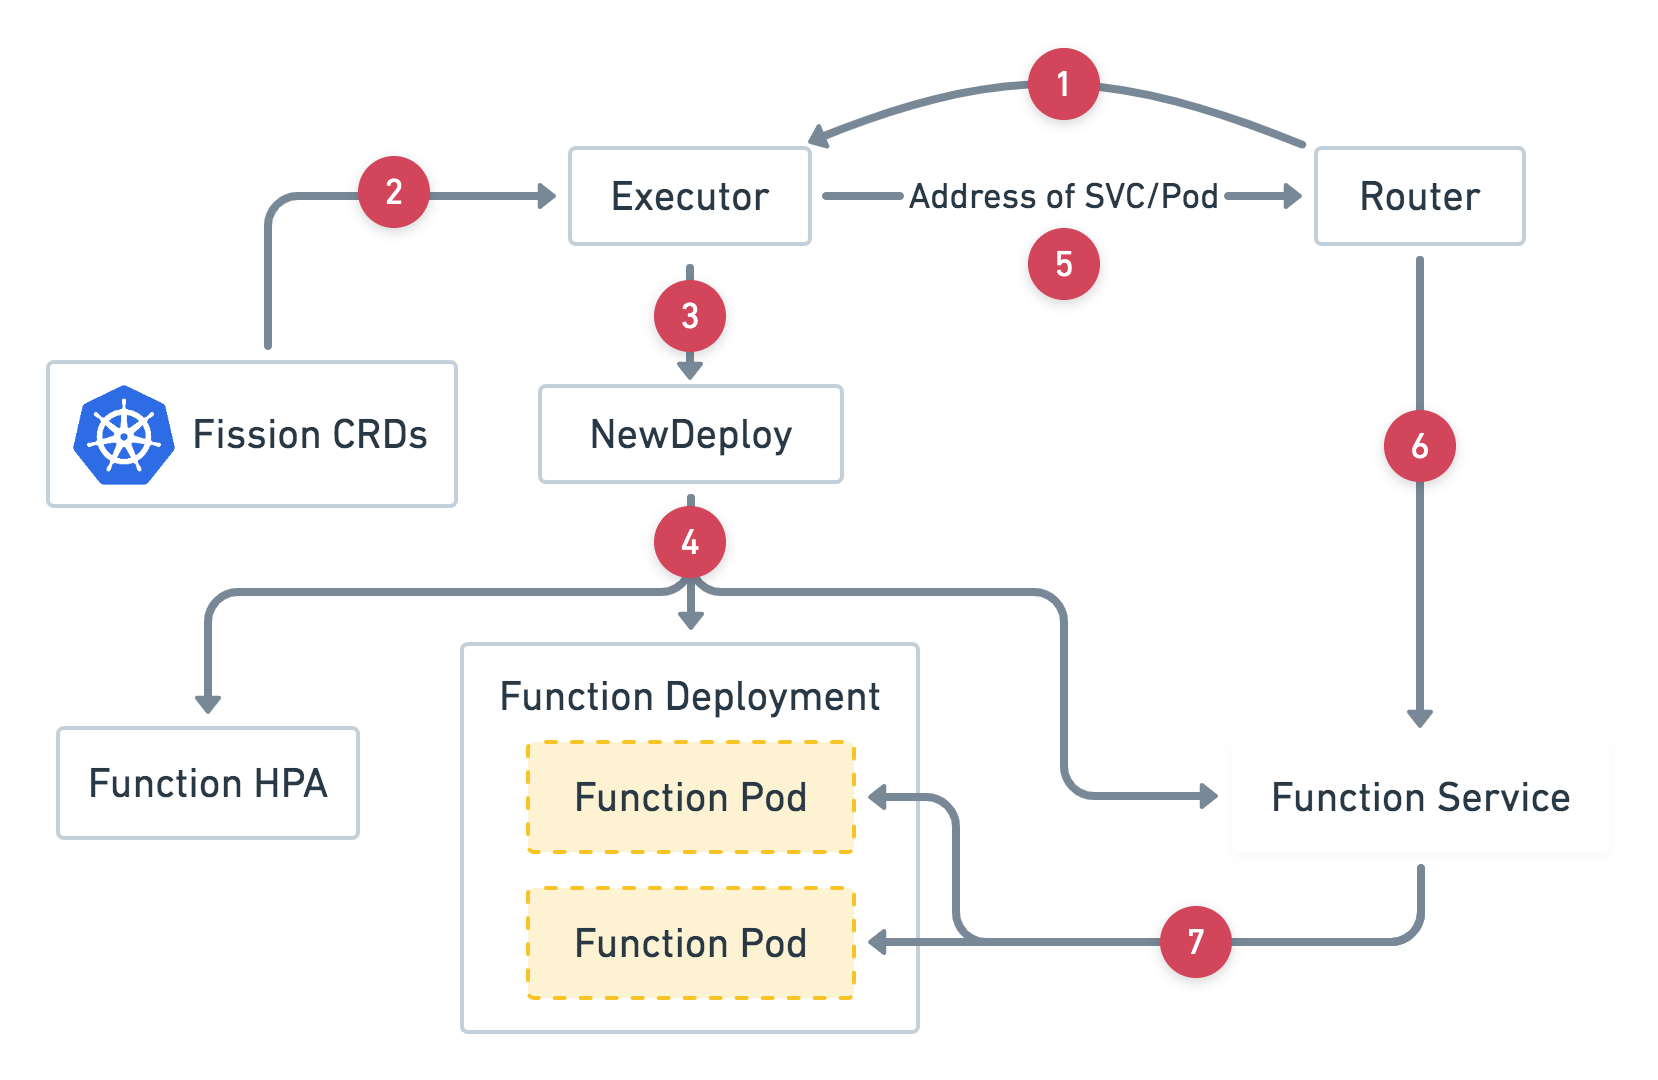 1
2
Executor
Address of SVC/Pod
Router
5
3
Fission CRDs
NewDeploy
6
4
Function Deployment
Function HPA
Function Pod
Function Service
Function Pod
7